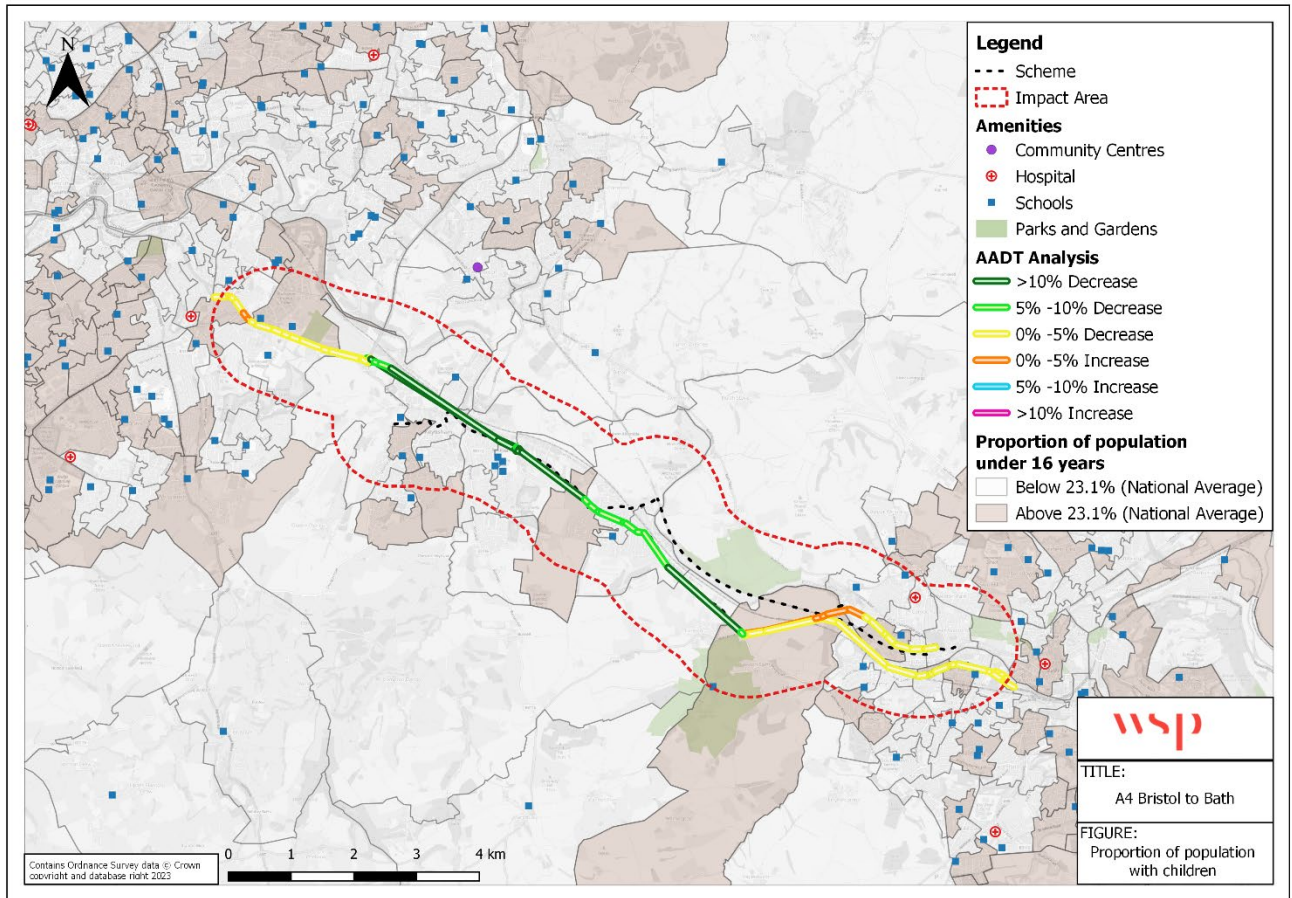 N
Legend
Scheme
Impact Area
Amenities
Community Centres
Hospital
Schools
Parks and Gardens
AADT Analysis
>10% Decrease
5% -10% Decrease
0% -5% Decrease
0% -5% Increase
5% -10% Increase
>10% Increase
Proportion of population
under 16 years
Below 23.1% (National Average)
Above 23.1% (National Average)
wsp
TITLE:
A4 Bristol to Bath
FIGURE:
Proportion of population
with children
Contains Ordnance Survey data © Crown
copyright and database right 2023
0 1 2 3 4 km